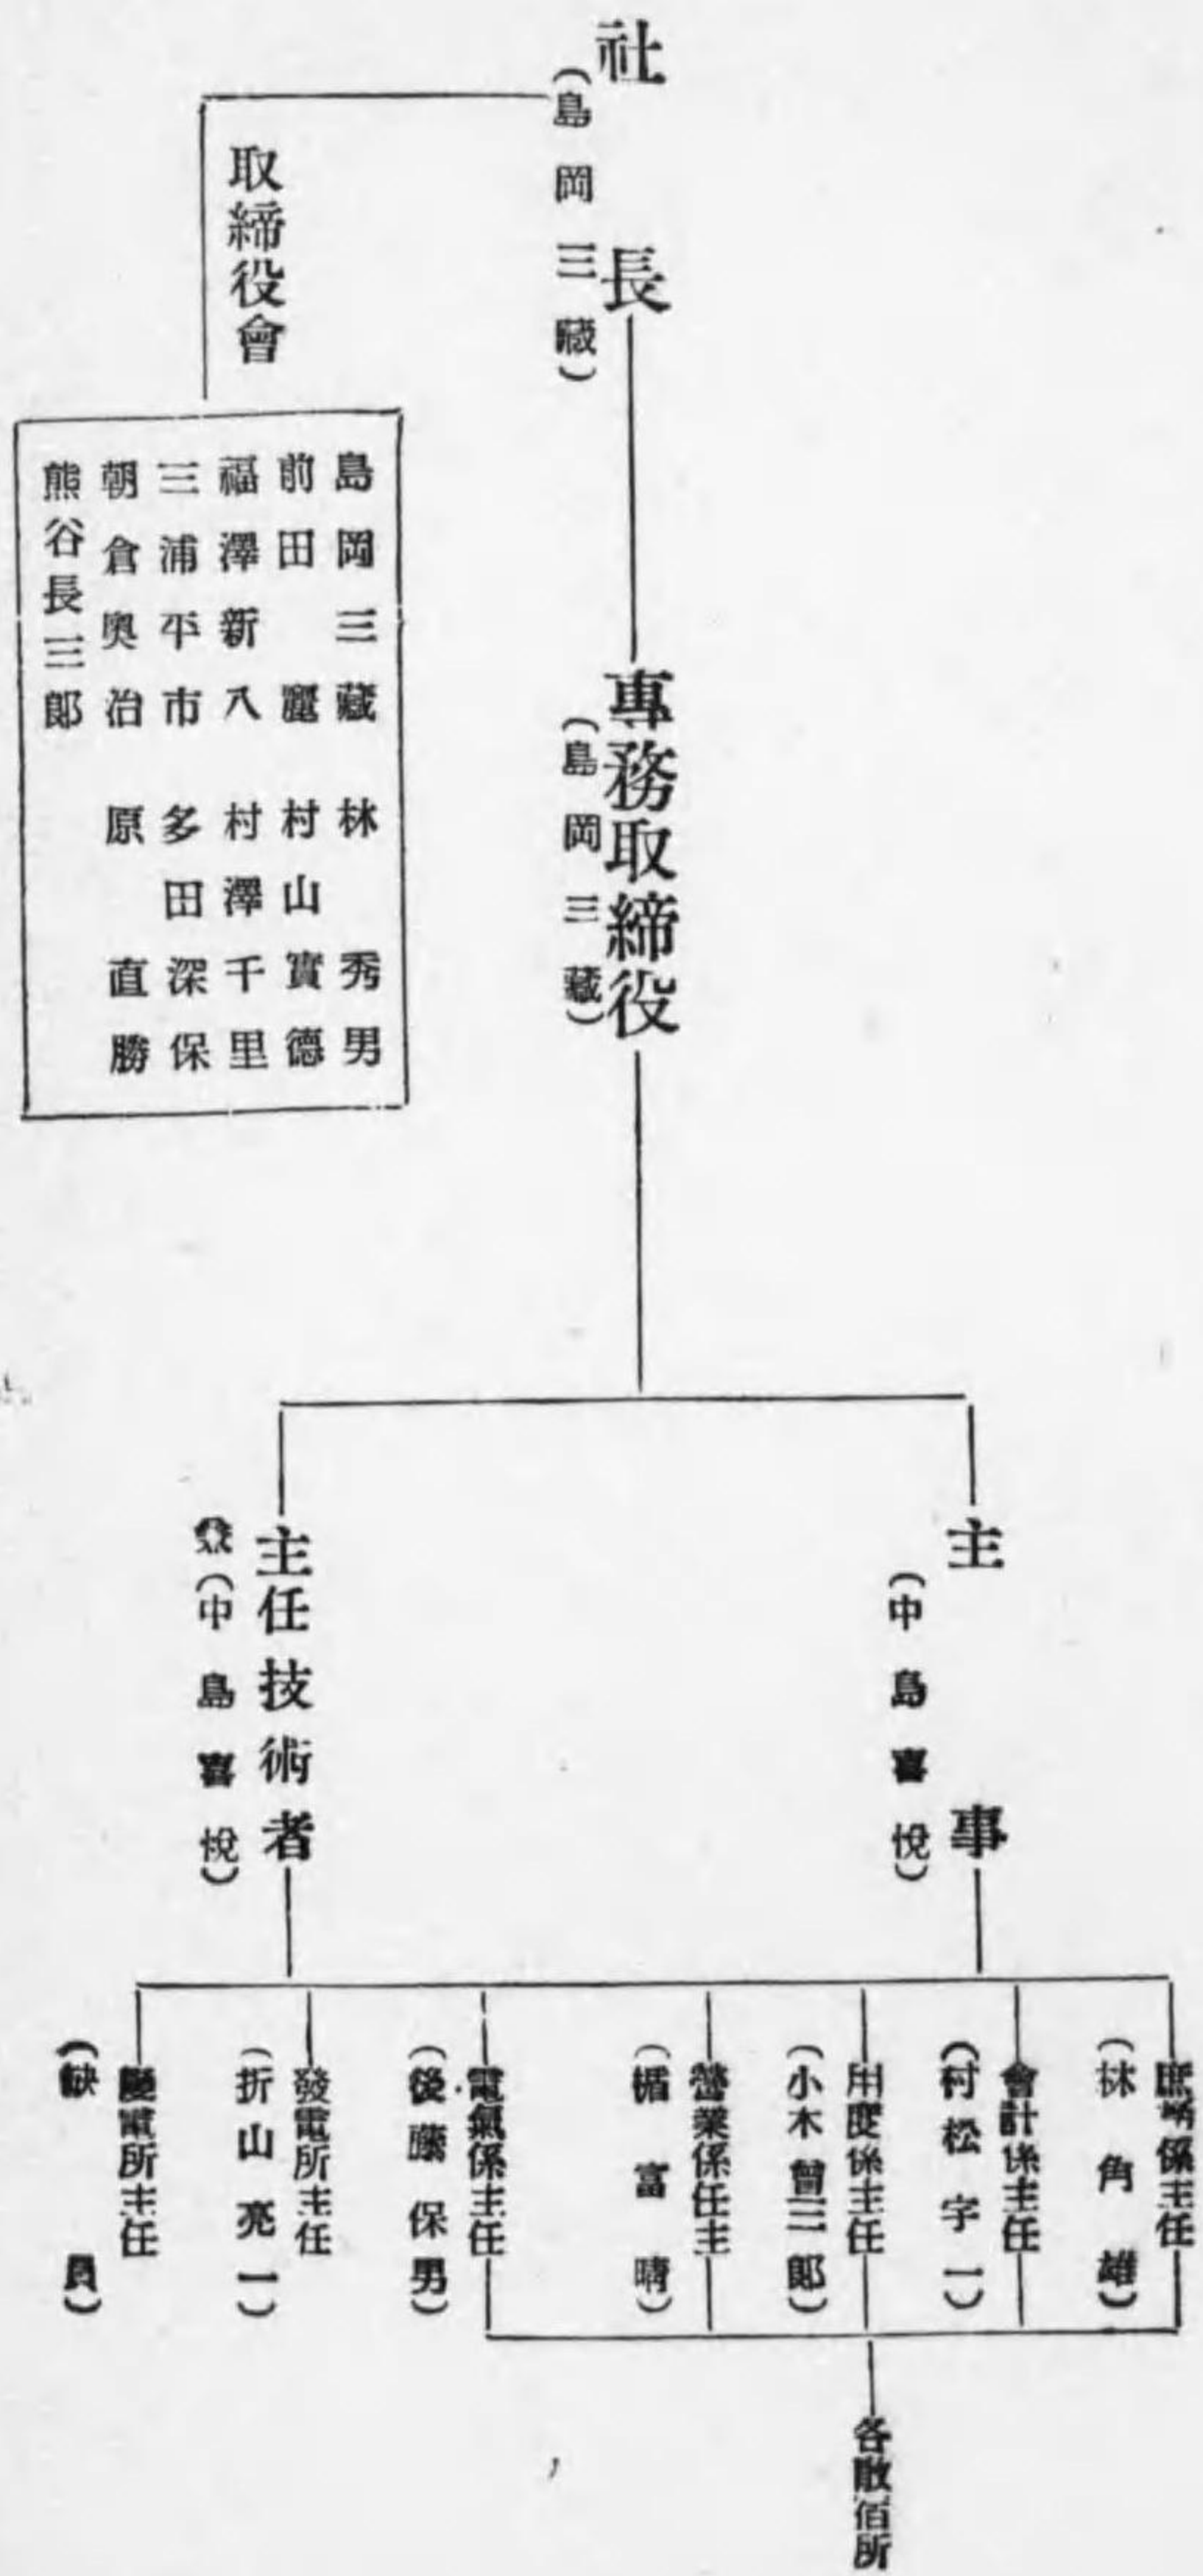 社長
(島岡三藏)
取締役會
島岡三藏 林秀男
前田 村山實德
福澤新八 村澤千里
三浦平市 多田深保
朝倉奧治 原直勝
熊谷長三郎
專務取締役
(島岡三藏)
主事
(中島喜悅)
主任技術者
(中島喜悅)
庶務係主任
(林角雄)
會計係主任
(村松字一)
用度係主任
(小木曾三郎)
營業係任主
(楯富晴)
電氣係主任
(後藤保男)
發電所主任
(折山亮一)
變電所主任
(缺員)
各散宿所